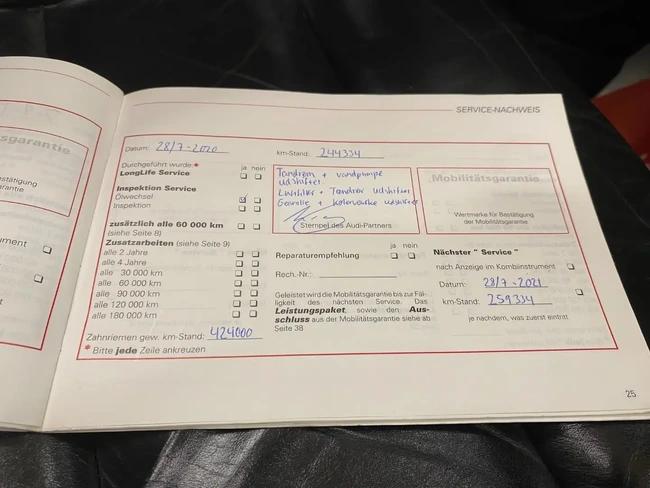 SERVICE-NACHWEIS
Datum: 28/7-2020
km-Stand: 244334
Durchgeführt wurde:*
ja nein
LongLife Service
Inspektion Service
Ölwechsel
Inspektion
zusätzlich alle 60 000 km
(siehe Seite 8)
Zusatzarbeiten (siehe Seite 9)
alle 2 Jahre
alle 4 Jahre
alle 30 000 km
alle 60 000 km
alle 90 000 km
alle 120 000 km
alle 180 000 km
Zahnriemen gew. km-Stand: 424000
* Bitte jede Zeile ankreuzen
Tandrem + vandpumpe
udskiftet
Luftfilter + Tandrem udskiftet
+ udskiftet
Stempel des Audi-Partners
ja nein
Reparaturempfehlung
Rech.-Nr.:
Geleistet wird die Mobilitätsgarantie bis zur Fäl-
ligkeit des nächsten Service. Das
Leistungspaket, sowie den Aus-
schluss aus der Mobilitätsgarantie siehe ab
Seite 38
„Mobilitätsgarantie
Wertmarke für Bestätigung
der Mobilitätsgarantie.
Nächster " Service "
nach Anzeige im Kombiinstrument
Datum: 28/7-2021
km-Stand: 259334
je nachdem, was zuerst eintritt
25
sgarantie
stätigung
arantie
ument